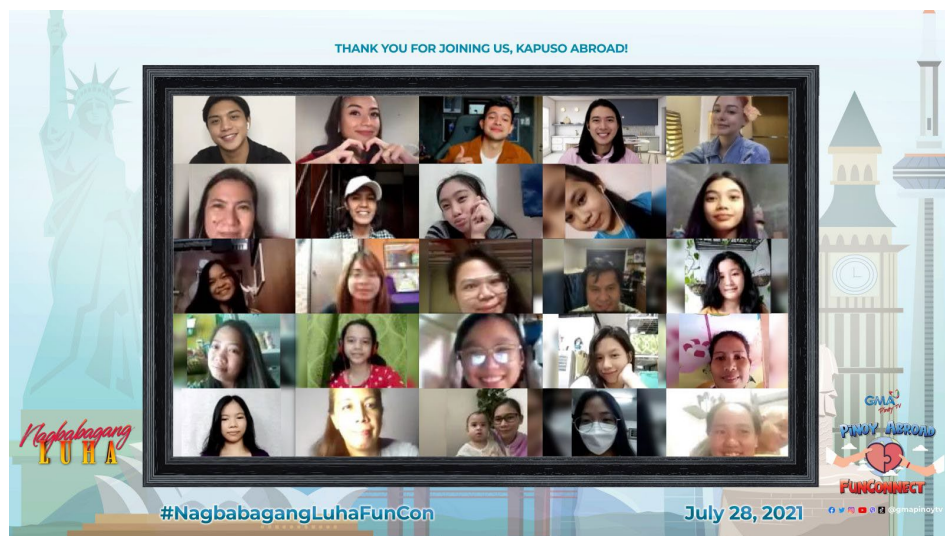 THANK YOU FOR JOINING US, KAPUSO ABROAD!
Nagbabagang
LUHA
GMA
Pinoy TV
PINOY ABROAD
FUNCONNECT
#NagbabagangLuhaFunCon
July 28, 2021
@gmapinoytv